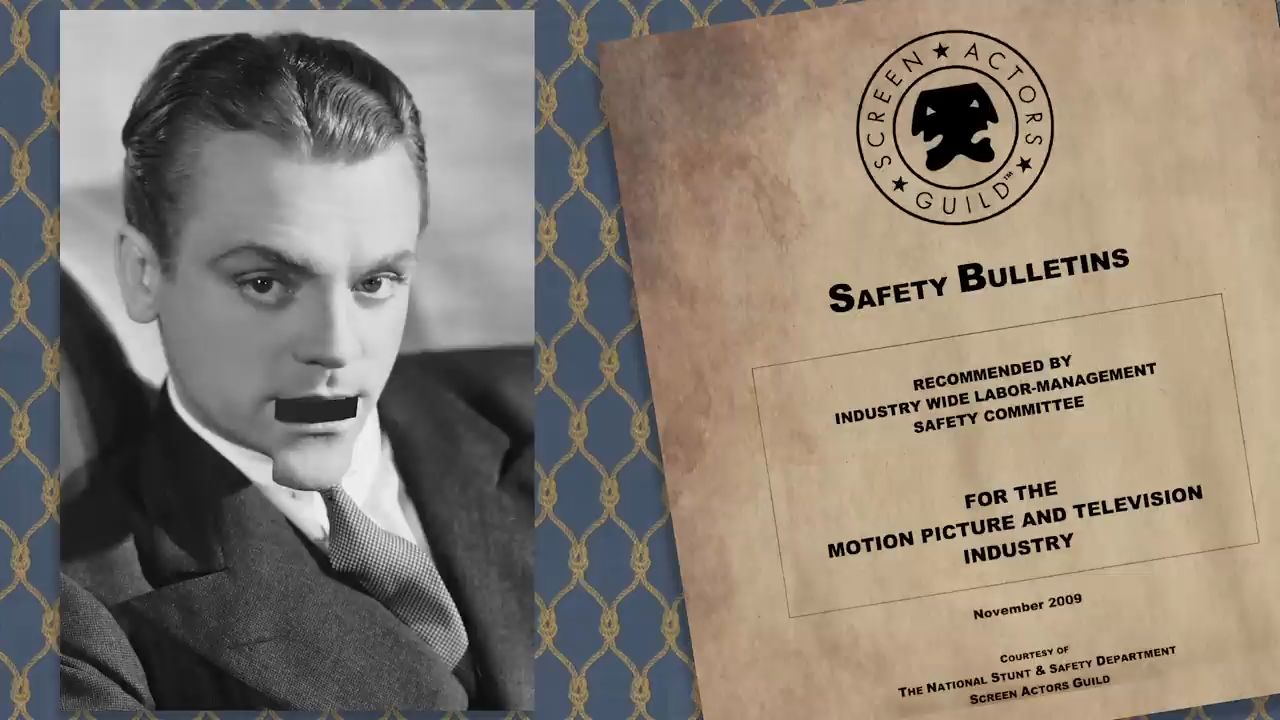 SCREEN ACTORS GUILD™
SAFETY BULLETINS
RECOMMENDED BY
INDUSTRY WIDE LABOR-MANAGEMENT
SAFETY COMMITTEE
FOR THE
MOTION PICTURE AND TELEVISION
INDUSTRY
November 2009
COURTESY OF
THE NATIONAL STUNT & SAFETY DEPARTMENT
SCREEN ACTORS GUILD